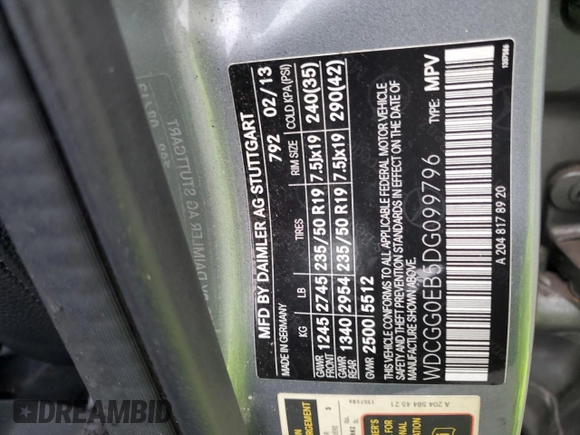 MFD BY DAIMLER AG STUTTGART
MADE IN GERMANY 792 02/13
KG LB TIRES RIM SIZE COLD KPA (PSI)
GAWR FRONT 1245 2745 235/50 R19 7.5Jx19 240(35)
GAWR REAR 1340 2954 235/50 R19 7.5Jx19 290(42)
GVWR 2500 5512
THIS VEHICLE CONFORMS TO ALL APPLICABLE FEDERAL MOTOR VEHICLE
SAFETY AND THEFT PREVENTION STANDARDS IN EFFECT ON THE DATE OF
MANUFACTURE SHOWN ABOVE.
WDCGG0EB5DG099796 TYPE: MPV
A 204 817 89 20
BY DAIMLER AG STUTTGART
A 204 584 45 21
DREAMBID